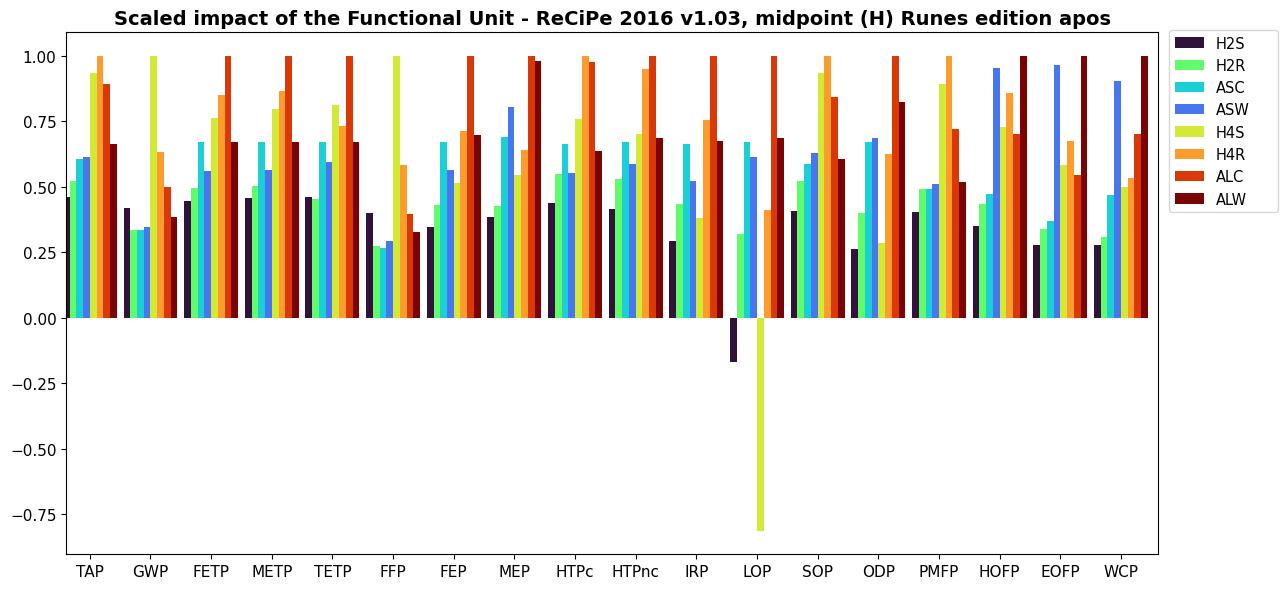 Scaled impact of the Functional Unit - ReCiPe 2016 v1.03, midpoint (H) Runes edition apos
H2S
H2R
ASC
ASW
H4S
H4R
ALC
ALW
1.00
0.75
0.50
0.25
0.00
−0.25
−0.50
−0.75
TAP GWP FETP METP TETP FFP FEP MEP HTPc HTPnc IRP LOP SOP ODP PMFP HOFP EOFP WCP